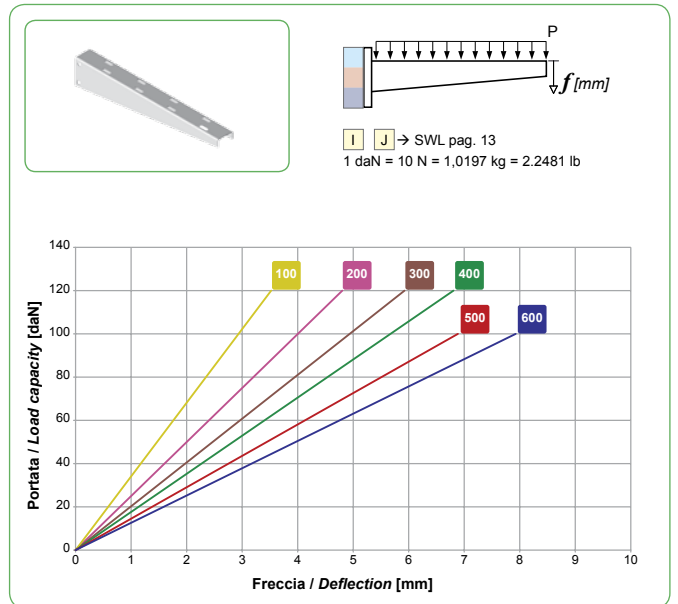 P
f [mm]
I J → SWL pag. 13
1 daN = 10 N = 1,0197 kg = 2.2481 lb
Portata / Load capacity [daN]
140
120
100
80
60
40
20
0
100
200
300
400
500
600
0 1 2 3 4 5 6 7 8 9 10
Freccia / Deflection [mm]